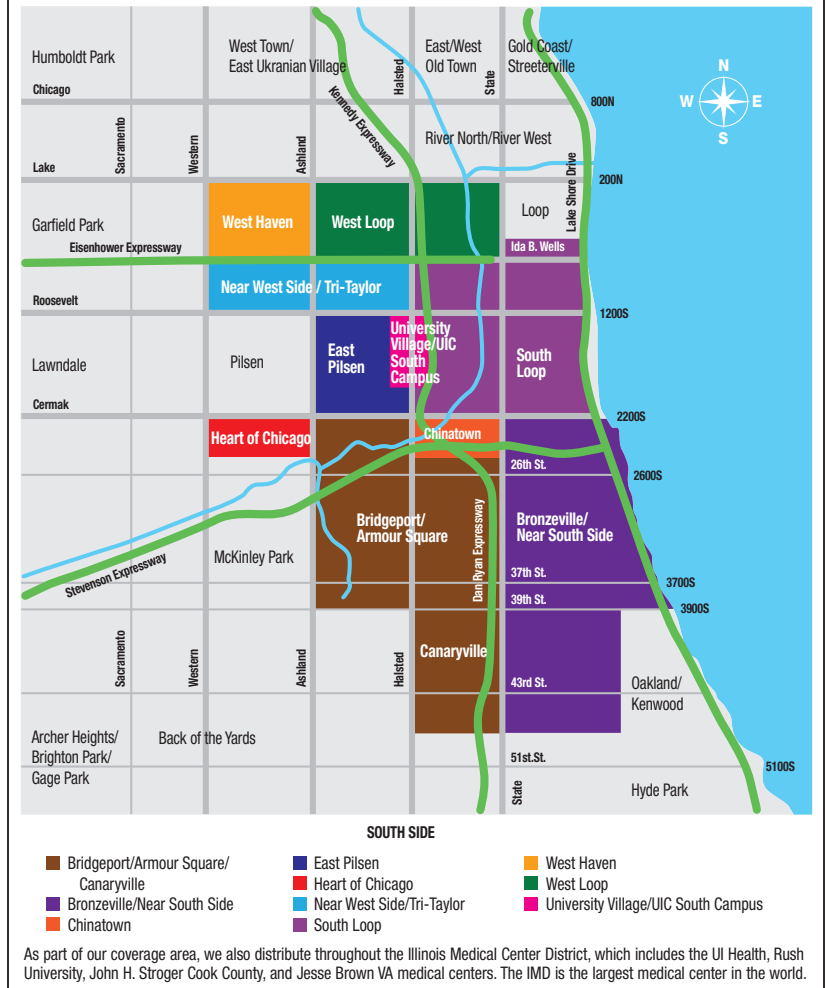 Humboldt Park
West Town/
East Ukranian Village
East/West
Old Town
Gold Coast/
Streeterville
Halsted
State
N
W
E
S
Chicago
800N
Kennedy Expressway
Sacramento
Western
Ashland
River North/River West
Lake
200N
Lake Shore Drive
Garfield Park
West Haven
West Loop
Loop
Eisenhower Expressway
Ida B. Wells
Near West Side / Tri-Taylor
Roosevelt
1200S
Lawndale
Pilsen
East
Pilsen
University
Village/UIC
South
Campus
South
Loop
Cermak
2200S
Heart of Chicago
Chinatown
26th St.
2600S
Bridgeport/
Armour Square
Bronzeville/
Near South Side
Dan Ryan Expressway
McKinley Park
Stevenson Expressway
37th St.
3700S
39th St.
3900S
Sacramento
Western
Ashland
Halsted
Canaryville
43rd St.
Oakland/
Kenwood
Archer Heights/
Brighton Park/
Gage Park
Back of the Yards
51st.St.
5100S
State
Hyde Park
SOUTH SIDE
Bridgeport/Armour Square/
Canaryville
Bronzeville/Near South Side
Chinatown
East Pilsen
Heart of Chicago
Near West Side/Tri-Taylor
South Loop
West Haven
West Loop
University Village/UIC South Campus
As part of our coverage area, we also distribute throughout the Illinois Medical Center District, which includes the UI Health, Rush
University, John H. Stroger Cook County, and Jesse Brown VA medical centers. The IMD is the largest medical center in the world.